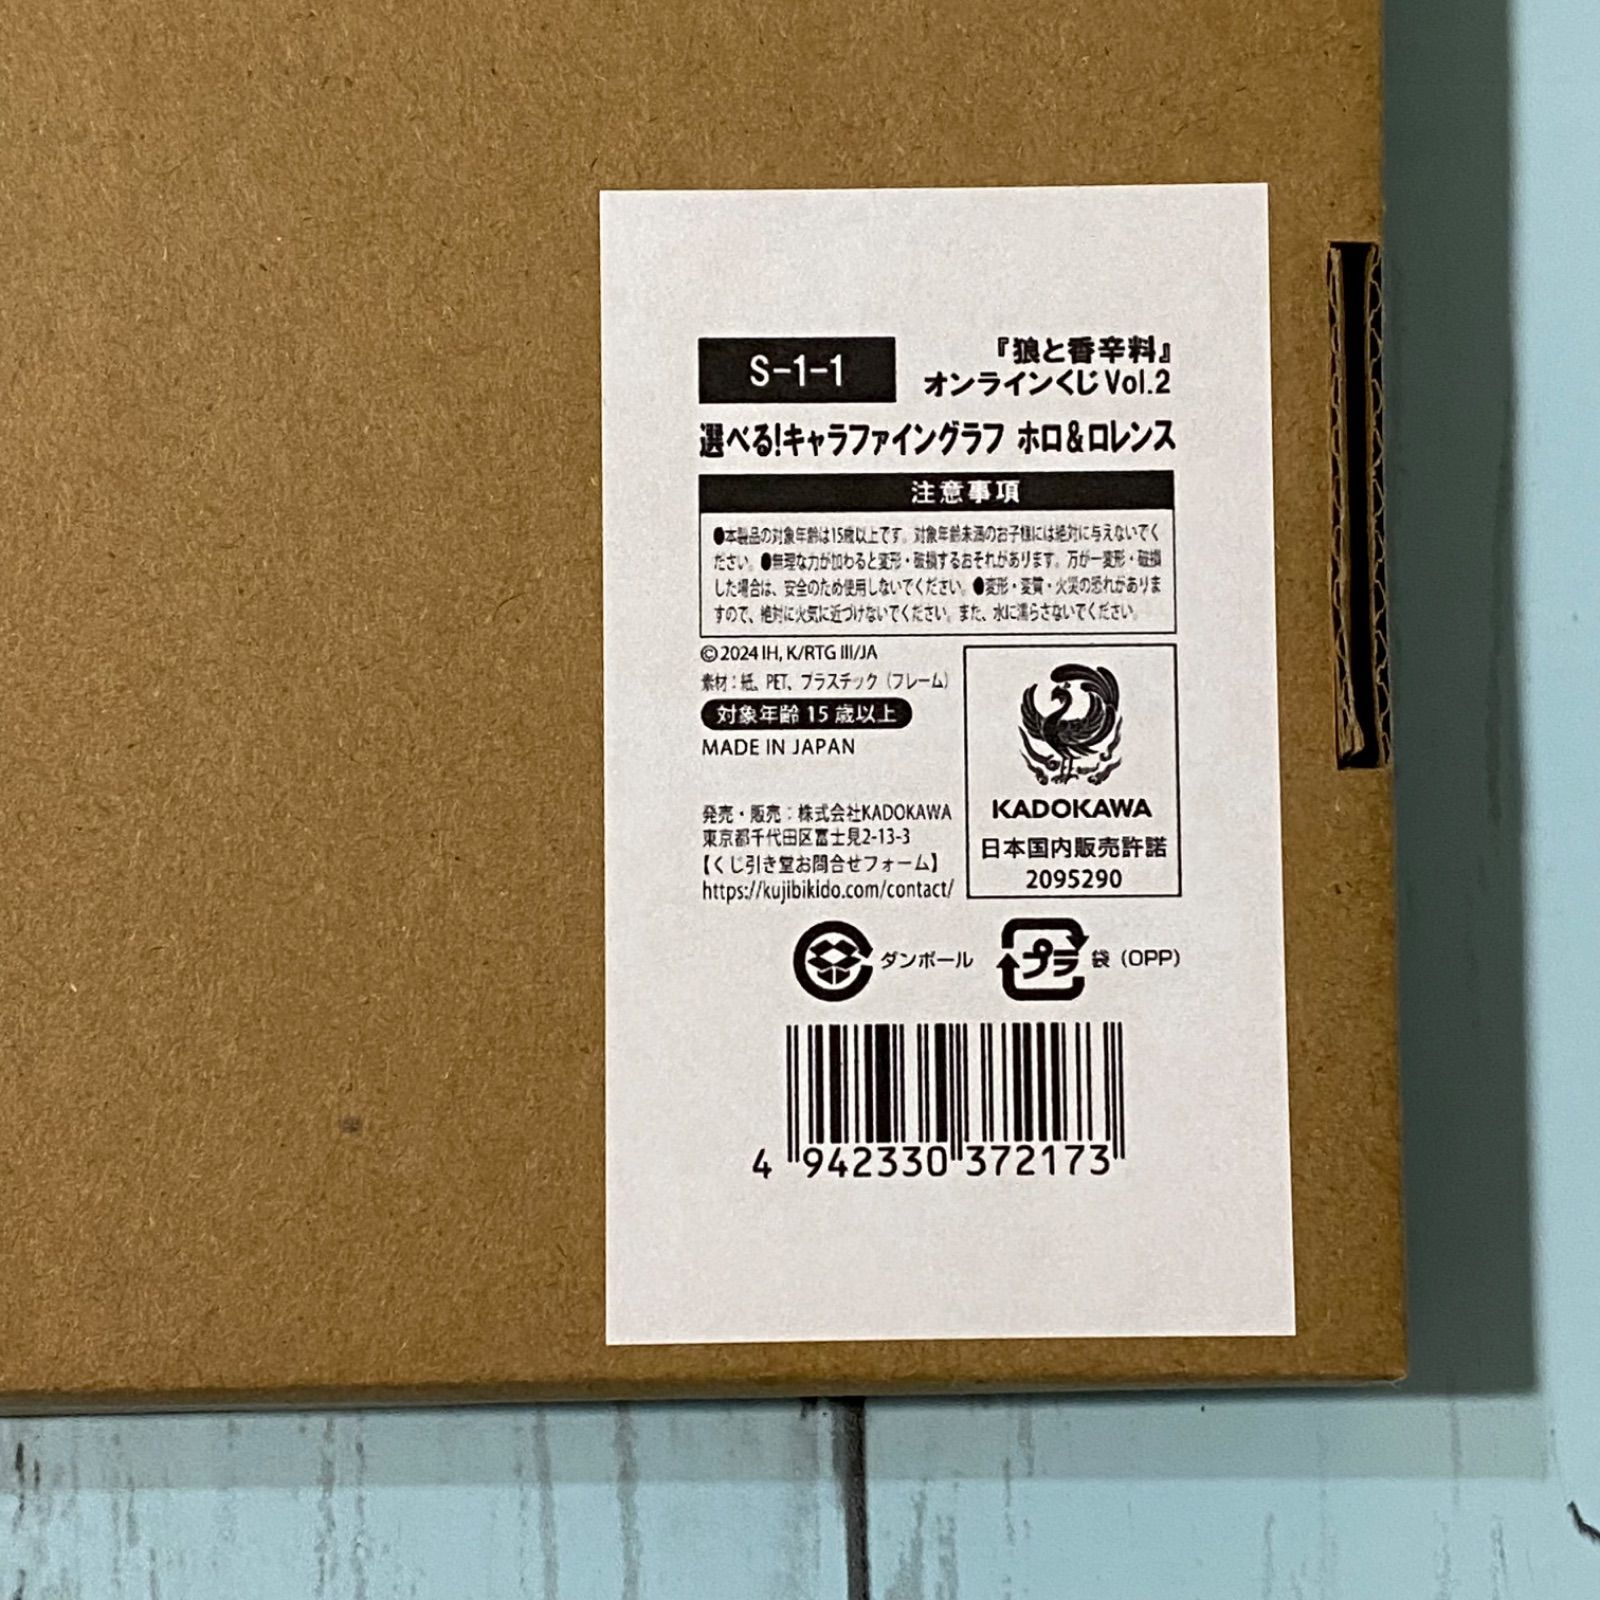 S-1-1
『狼と香辛料』
オンラインくじVol.2
選べる!キャラファイングラフ ホロ&ロレンス
注意事項
●本製品の対象年齢は15歳以上です。対象年齢未満のお子様には絶対に与えないでく
ださい。●無理な力が加わると変形・破損するおそれがあります。万が一変形・破損
した場合は、安全のため使用しないでください。●変形・変質・火災の恐れがありま
すので、絶対に火気に近づけないでください。また、水に濡らさないでください。
©2024 IH, K/RTG III/JA
素材：紙、PET、プラスチック（フレーム）
対象年齢 15 歳以上
MADE IN JAPAN
発売・販売：株式会社KADOKAWA
東京都千代田区富士見2-13-3
【くじ引き堂お問合せフォーム】
https://kujibikido.com/contact/
KADOKAWA
日本国内販売許諾
2095290
ダンボール
プラ 袋（OPP）
4 942330 372173